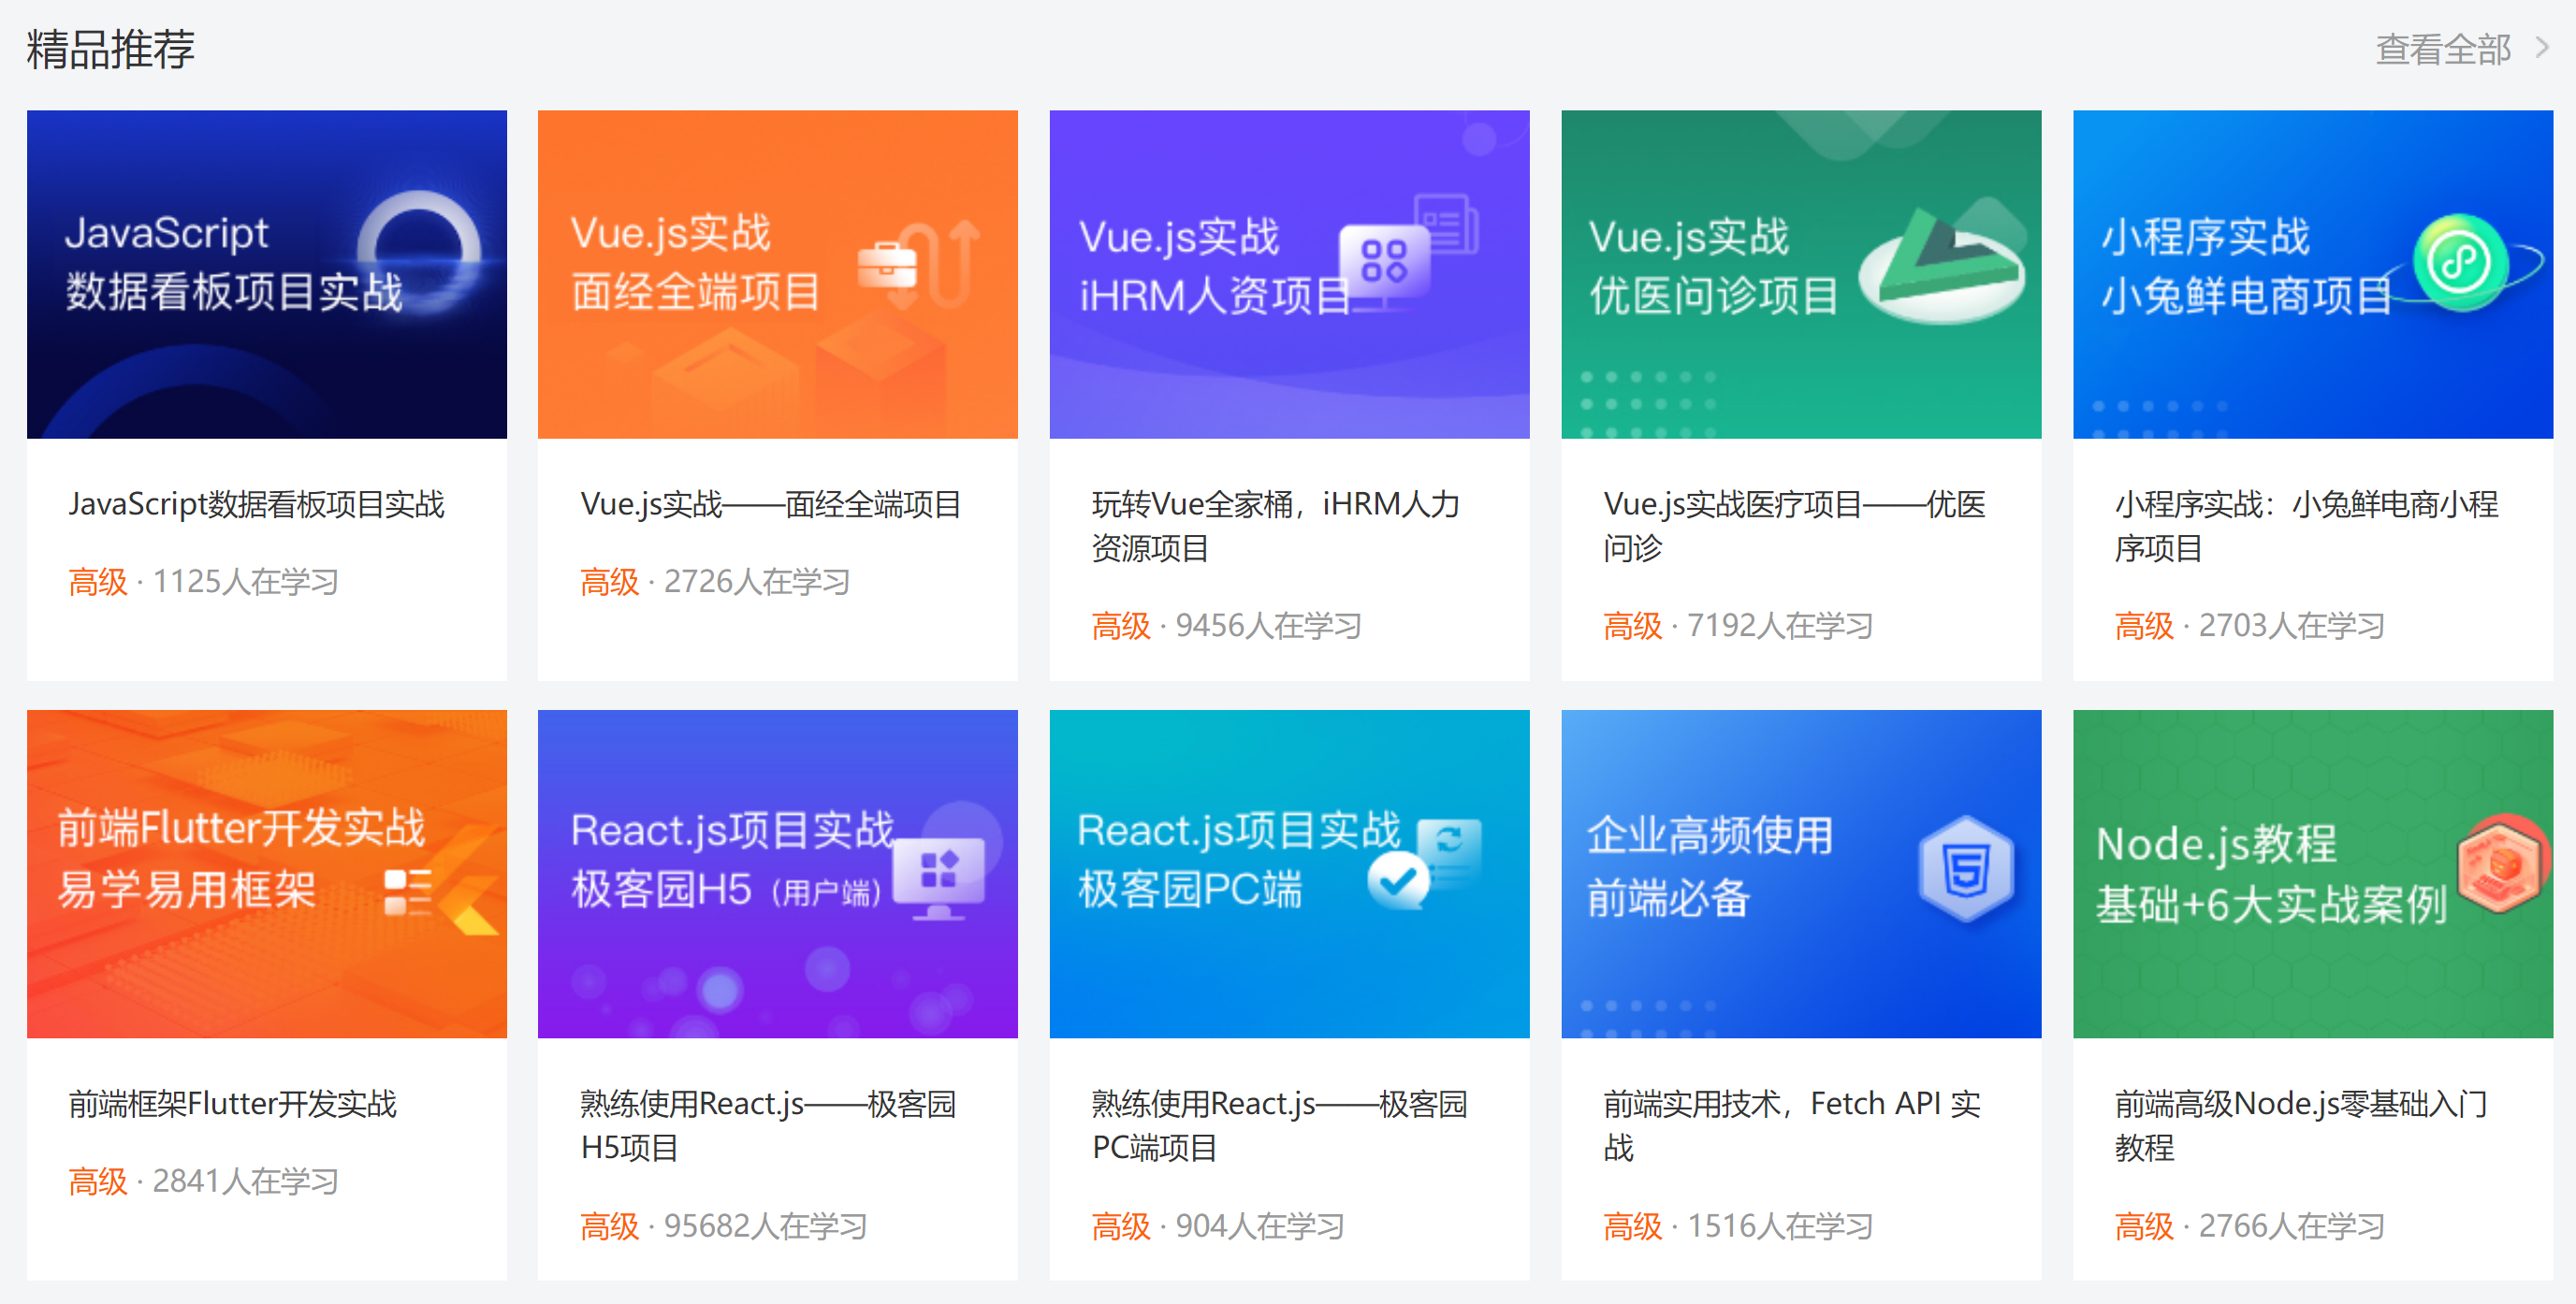 精品推荐
查看全部
JavaScript
数据看板项目实战
JavaScript数据看板项目实战
高级 · 1125人在学习
Vue.js实战
面经全端项目
Vue.js实战——面经全端项目
高级 · 2726人在学习
Vue.js实战
iHRM人资项目
玩转Vue全家桶，iHRM人力
资源项目
高级 · 9456人在学习
Vue.js实战
优医问诊项目
Vue.js实战医疗项目——优医
问诊
高级 · 7192人在学习
小程序实战
小兔鲜电商项目
小程序实战：小兔鲜电商小程
序项目
高级 · 2703人在学习
前端Flutter开发实战
易学易用框架
前端框架Flutter开发实战
高级 · 2841人在学习
React.js项目实战
极客园H5（用户端）
熟练使用React.js——极客园
H5项目
高级 · 95682人在学习
React.js项目实战
极客园PC端
熟练使用React.js——极客园
PC端项目
高级 · 904人在学习
企业高频使用
前端必备
5
前端实用技术，Fetch API 实
战
高级 · 1516人在学习
Node.js教程
基础+6大实战案例
前端高级Node.js零基础入门
教程
高级 · 2766人在学习